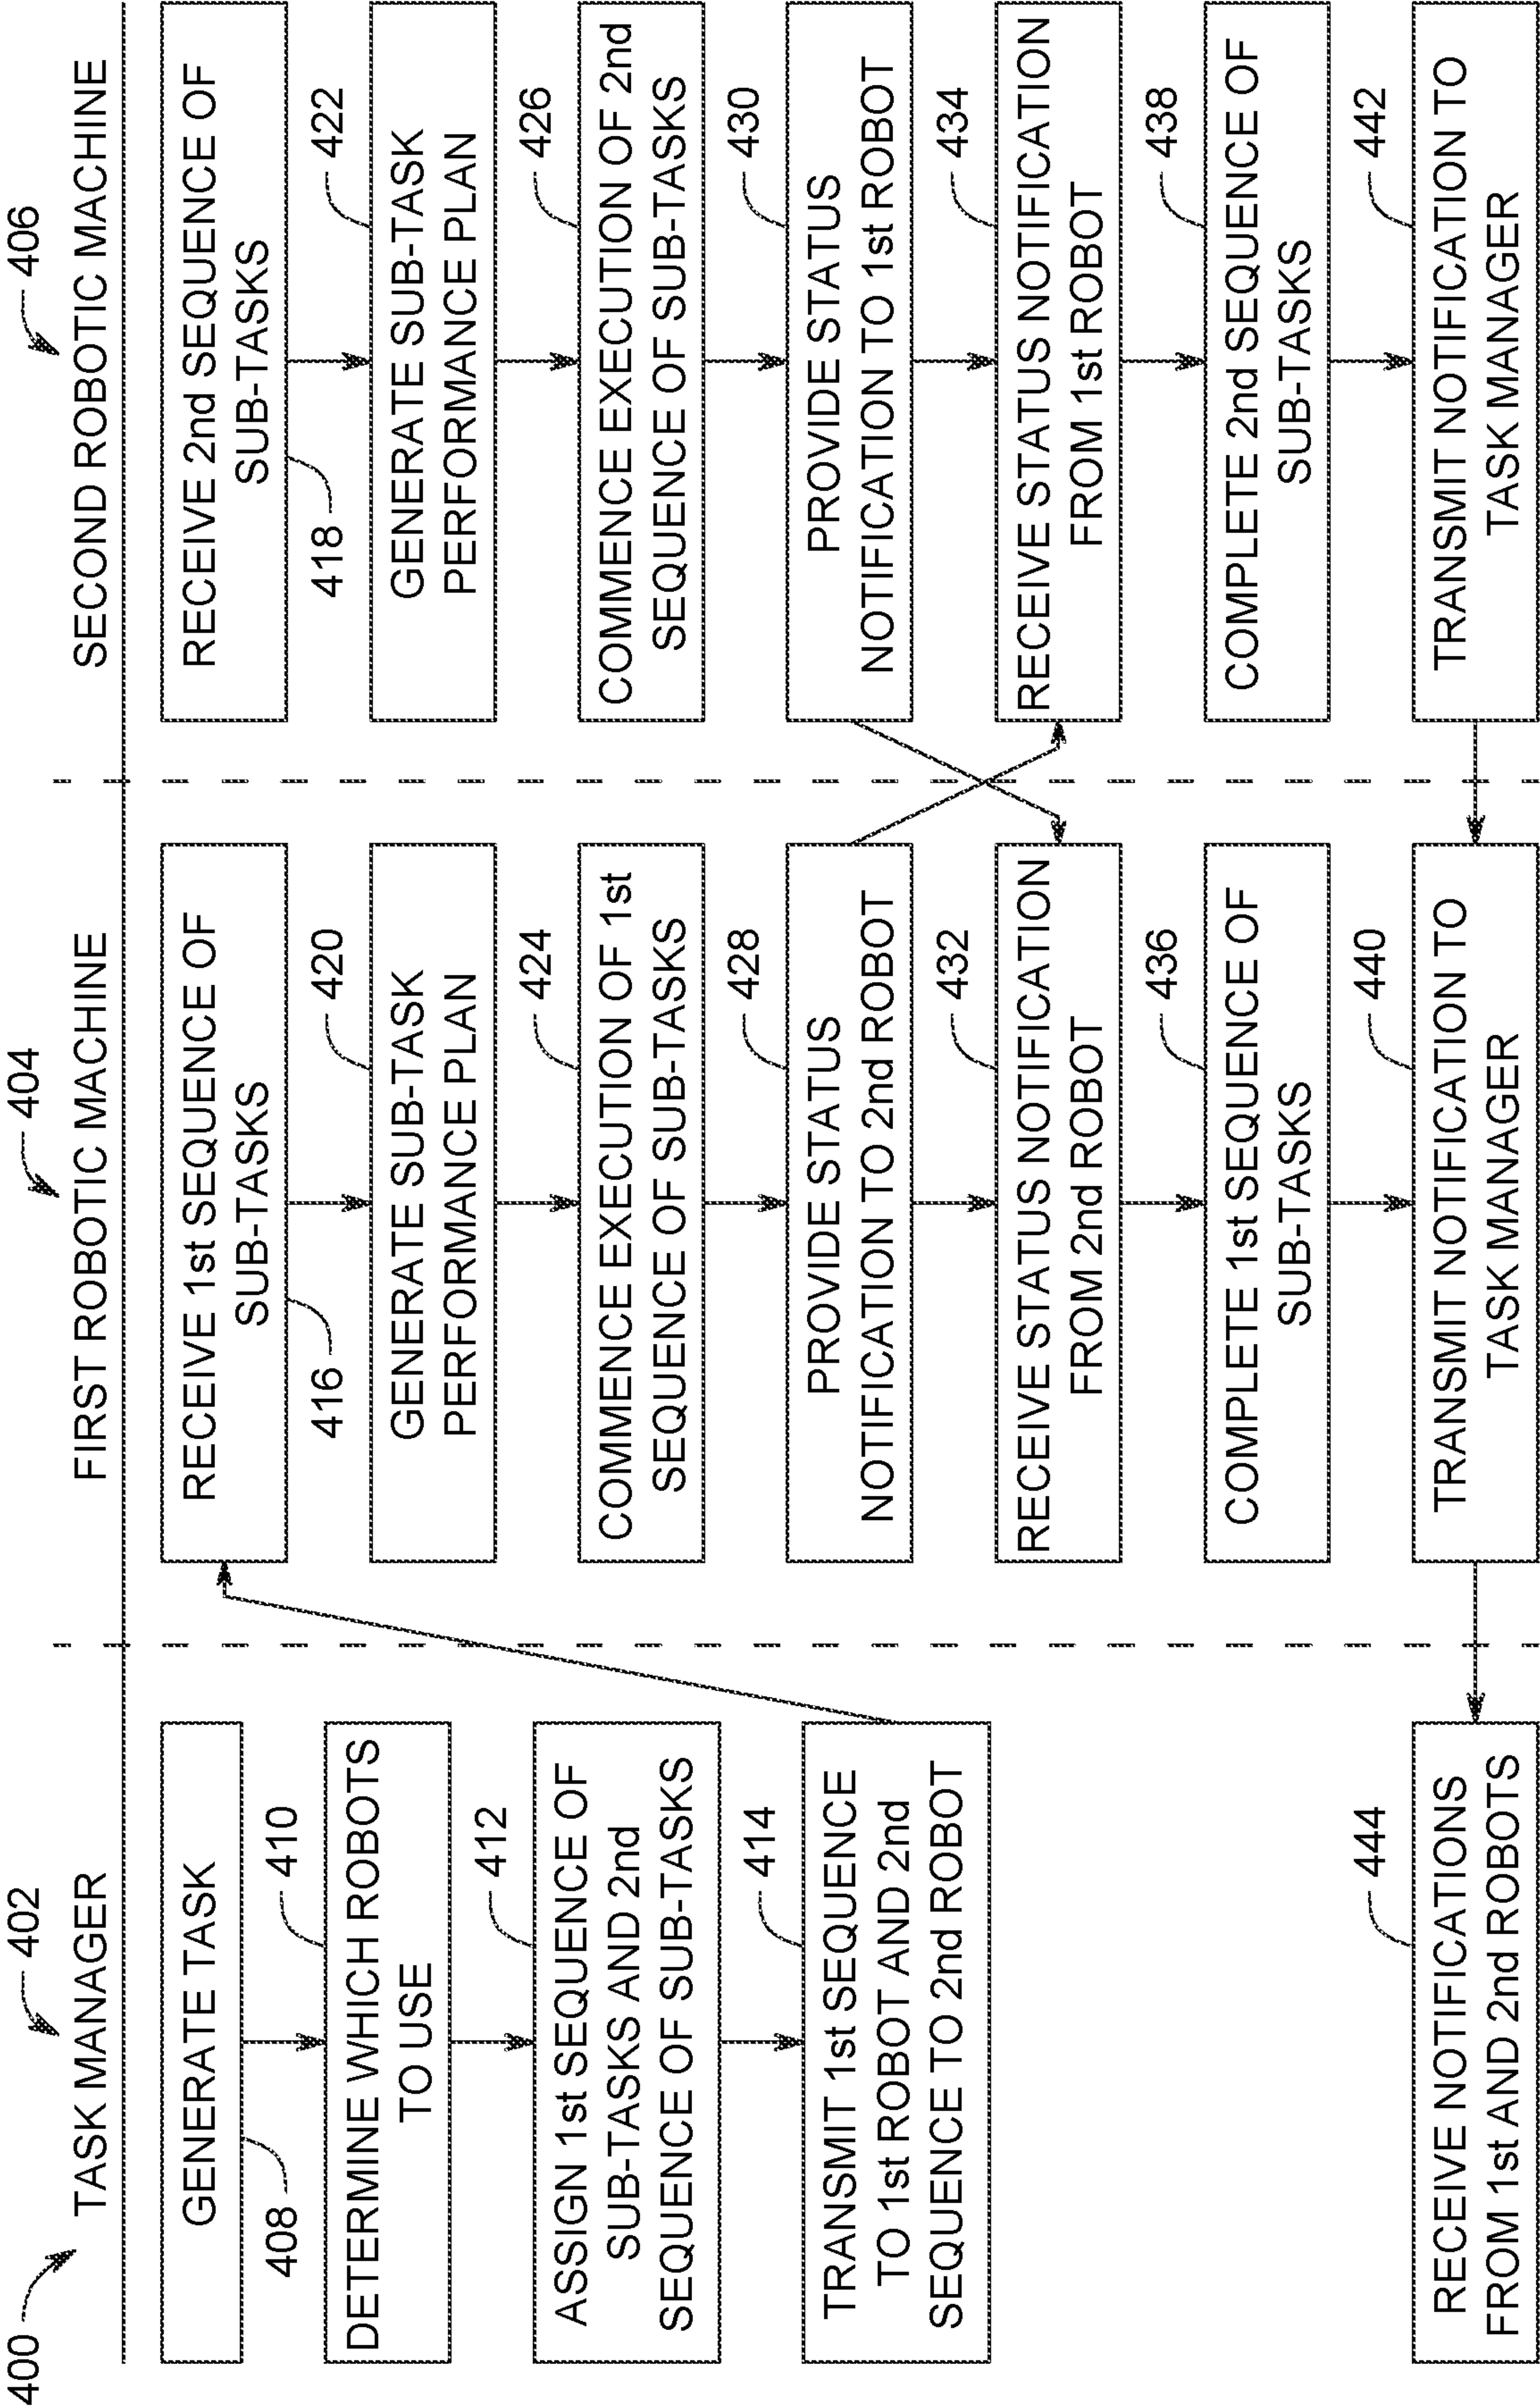 400
402
TASK MANAGER
GENERATE TASK
408
410
DETERMINE WHICH ROBOTS
TO USE
412
ASSIGN 1st SEQUENCE OF
SUB-TASKS AND 2nd
SEQUENCE OF SUB-TASKS
414
TRANSMIT 1st SEQUENCE
TO 1st ROBOT AND 2nd
SEQUENCE TO 2nd ROBOT
444
RECEIVE NOTIFICATIONS
FROM 1st AND 2nd ROBOTS
404
FIRST ROBOTIC MACHINE
RECEIVE 1st SEQUENCE OF
SUB-TASKS
416
420
GENERATE SUB-TASK
PERFORMANCE PLAN
424
COMMENCE EXECUTION OF 1st
SEQUENCE OF SUB-TASKS
428
PROVIDE STATUS
NOTIFICATION TO 2nd ROBOT
432
RECEIVE STATUS NOTIFICATION
FROM 2nd ROBOT
436
COMPLETE 1st SEQUENCE OF
SUB-TASKS
440
TRANSMIT NOTIFICATION TO
TASK MANAGER
406
SECOND ROBOTIC MACHINE
RECEIVE 2nd SEQUENCE OF
SUB-TASKS
418
422
GENERATE SUB-TASK
PERFORMANCE PLAN
426
COMMENCE EXECUTION OF 2nd
SEQUENCE OF SUB-TASKS
430
PROVIDE STATUS
NOTIFICATION TO 1st ROBOT
434
RECEIVE STATUS NOTIFICATION
FROM 1st ROBOT
438
COMPLETE 2nd SEQUENCE OF
SUB-TASKS
442
TRANSMIT NOTIFICATION TO
TASK MANAGER